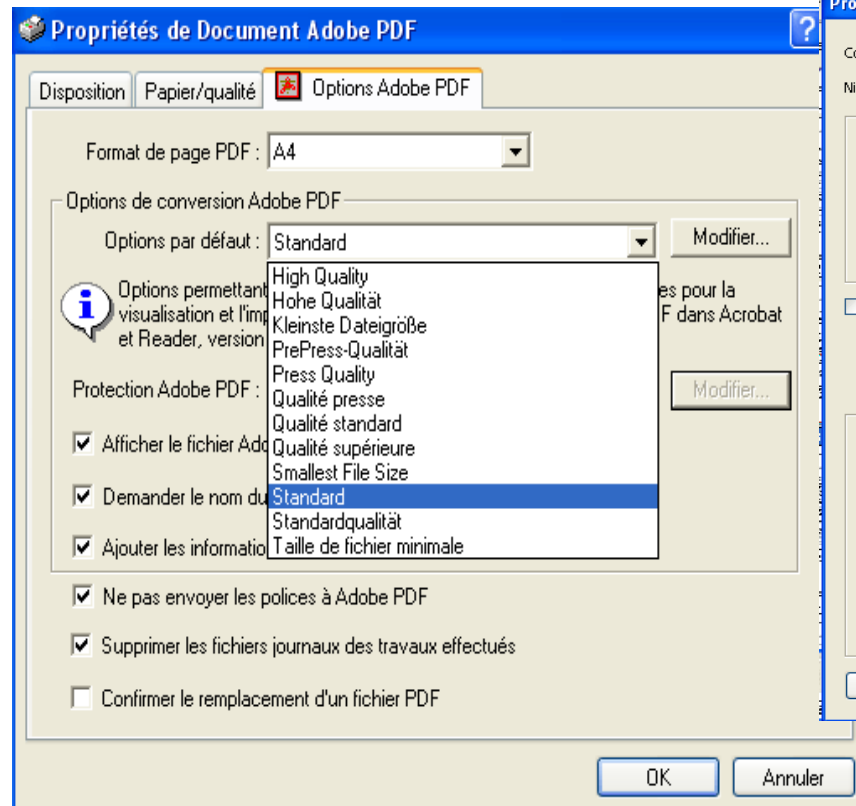 Propriétés de Document Adobe PDF
?
Disposition Papier/qualité Options Adobe PDF
Format de page PDF : A4
Options de conversion Adobe PDF
Options par défaut : Standard Modifier...
High Quality
Hohe Qualität
Kleinste Dateigröße
PrePress-Qualität
Press Quality
Qualité presse
Qualité standard
Qualité supérieure
Smallest File Size
Standard
Standardqualität
Taille de fichier minimale
Options permettant es pour la
visualisation et l'imp F dans Acrobat
et Reader, version
Protection Adobe PDF : Modifier...
Afficher le fichier Ado
Demander le nom du
Ajouter les informatio
Ne pas envoyer les polices à Adobe PDF
Supprimer les fichiers journaux des travaux effectués
Confirmer le remplacement d'un fichier PDF
OK Annuler
Pro
Co
Ni